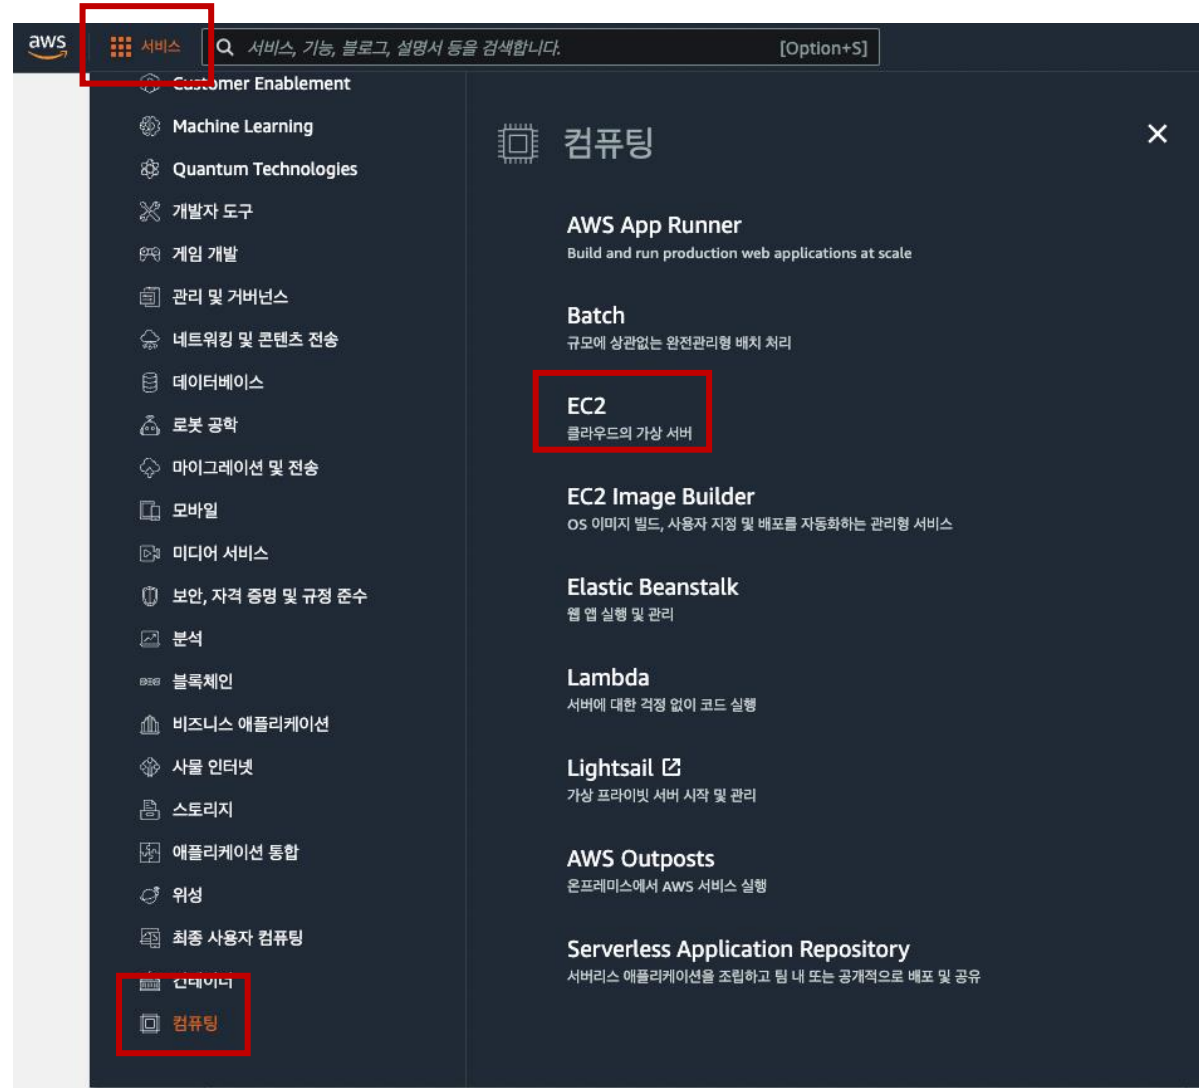 aws
서비스
서비스, 기능, 블로그, 설명서 등을 검색합니다.
[Option+S]
Customer Enablement
Machine Learning
Quantum Technologies
개발자 도구
게임 개발
관리 및 거버넌스
네트워킹 및 콘텐츠 전송
데이터베이스
로봇 공학
마이그레이션 및 전송
모바일
미디어 서비스
보안, 자격 증명 및 규정 준수
분석
블록체인
비즈니스 애플리케이션
사물 인터넷
스토리지
애플리케이션 통합
위성
최종 사용자 컴퓨팅
컨테이너
컴퓨팅
컴퓨팅
AWS App Runner
Build and run production web applications at scale
Batch
규모에 상관없는 완전관리형 배치 처리
EC2
클라우드의 가상 서버
EC2 Image Builder
OS 이미지 빌드, 사용자 지정 및 배포를 자동화하는 관리형 서비스
Elastic Beanstalk
웹 앱 실행 및 관리
Lambda
서버에 대한 걱정 없이 코드 실행
Lightsail
가상 프라이빗 서버 시작 및 관리
AWS Outposts
온프레미스에서 AWS 서비스 실행
Serverless Application Repository
서버리스 애플리케이션을 조립하고 팀 내 또는 공개적으로 배포 및 공유